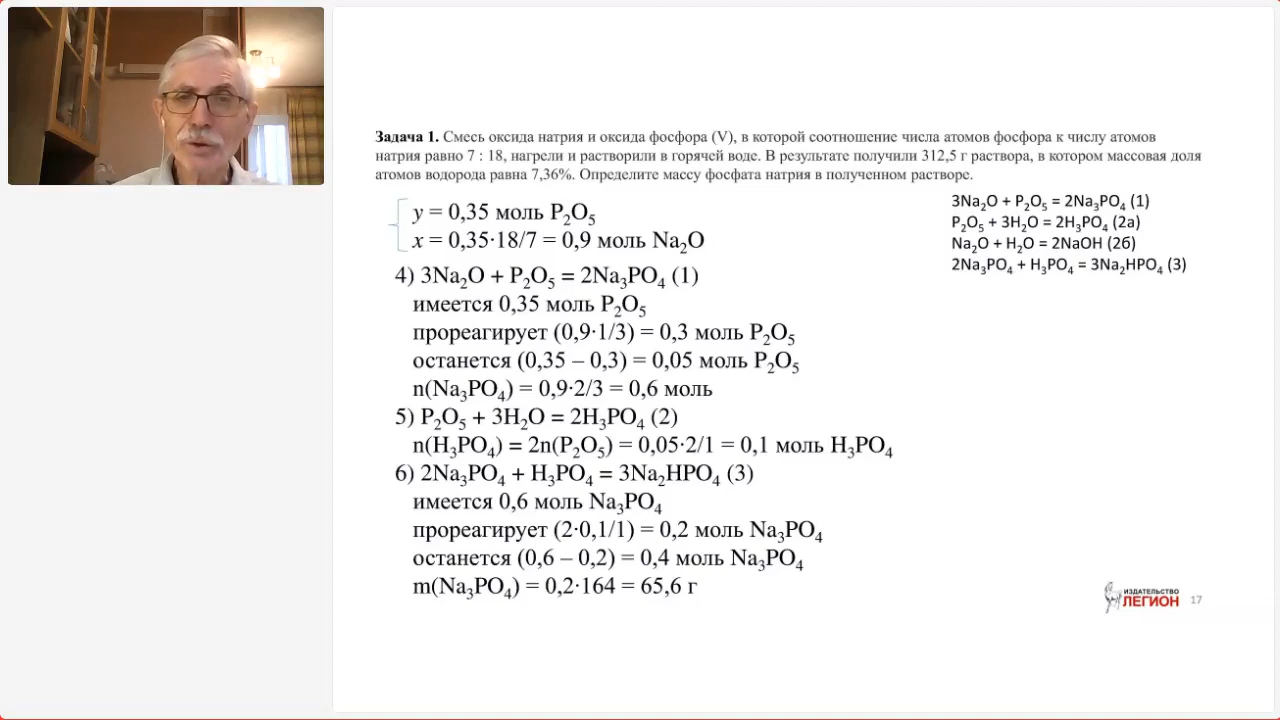 Задача 1. Смесь оксида натрия и оксида фосфора (V), в которой соотношение числа атомов фосфора к числу атомов
натрия равно 7 : 18, нагрели и растворили в горячей воде. В результате получили 312,5 г раствора, в котором массовая доля
атомов водорода равна 7,36%. Определите массу фосфата натрия в полученном растворе.
y = 0,35 моль P₂O₅
x = 0,35·18/7 = 0,9 моль Na₂O
4) 3Na₂O + P₂O₅ = 2Na₃PO₄ (1)
имеется 0,35 моль P₂O₅
прореагирует (0,9·1/3) = 0,3 моль P₂O₅
останется (0,35 – 0,3) = 0,05 моль P₂O₅
n(Na₃PO₄) = 0,9·2/3 = 0,6 моль
5) P₂O₅ + 3H₂O = 2H₃PO₄ (2)
n(H₃PO₄) = 2n(P₂O₅) = 0,05·2/1 = 0,1 моль H₃PO₄
6) 2Na₃PO₄ + H₃PO₄ = 3Na₂HPO₄ (3)
имеется 0,6 моль Na₃PO₄
прореагирует (2·0,1/1) = 0,2 моль Na₃PO₄
останется (0,6 – 0,2) = 0,4 моль Na₃PO₄
m(Na₃PO₄) = 0,2·164 = 65,6 г
3Na₂O + P₂O₅ = 2Na₃PO₄ (1)
P₂O₅ + 3H₂O = 2H₃PO₄ (2а)
Na₂O + H₂O = 2NaOH (2б)
2Na₃PO₄ + H₃PO₄ = 3Na₂HPO₄ (3)
ИЗДАТЕЛЬСТВО
ЛЕГИОН
17